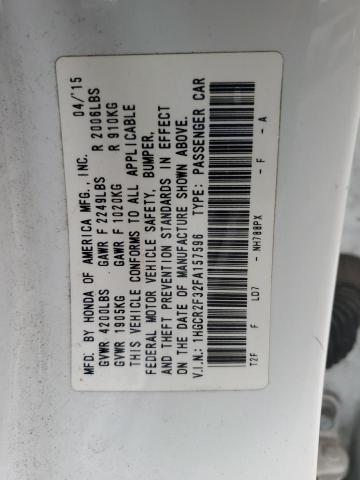 MFD. BY HONDA OF AMERICA MFG., INC. 04/'15
GVWR 4200LBS GAWR F 2249LBS R 2006LBS
GVWR 1905KG GAWR F 1020KG R 910KG
THIS VEHICLE CONFORMS TO ALL APPLICABLE
FEDERAL MOTOR VEHICLE SAFETY, BUMPER,
AND THEFT PREVENTION STANDARDS IN EFFECT
ON THE DATE OF MANUFACTURE SHOWN ABOVE.
V.I.N.: 1HGCR2F32FA157596 TYPE: PASSENGER CAR
T2F F LD7 - NH788PX - F - A